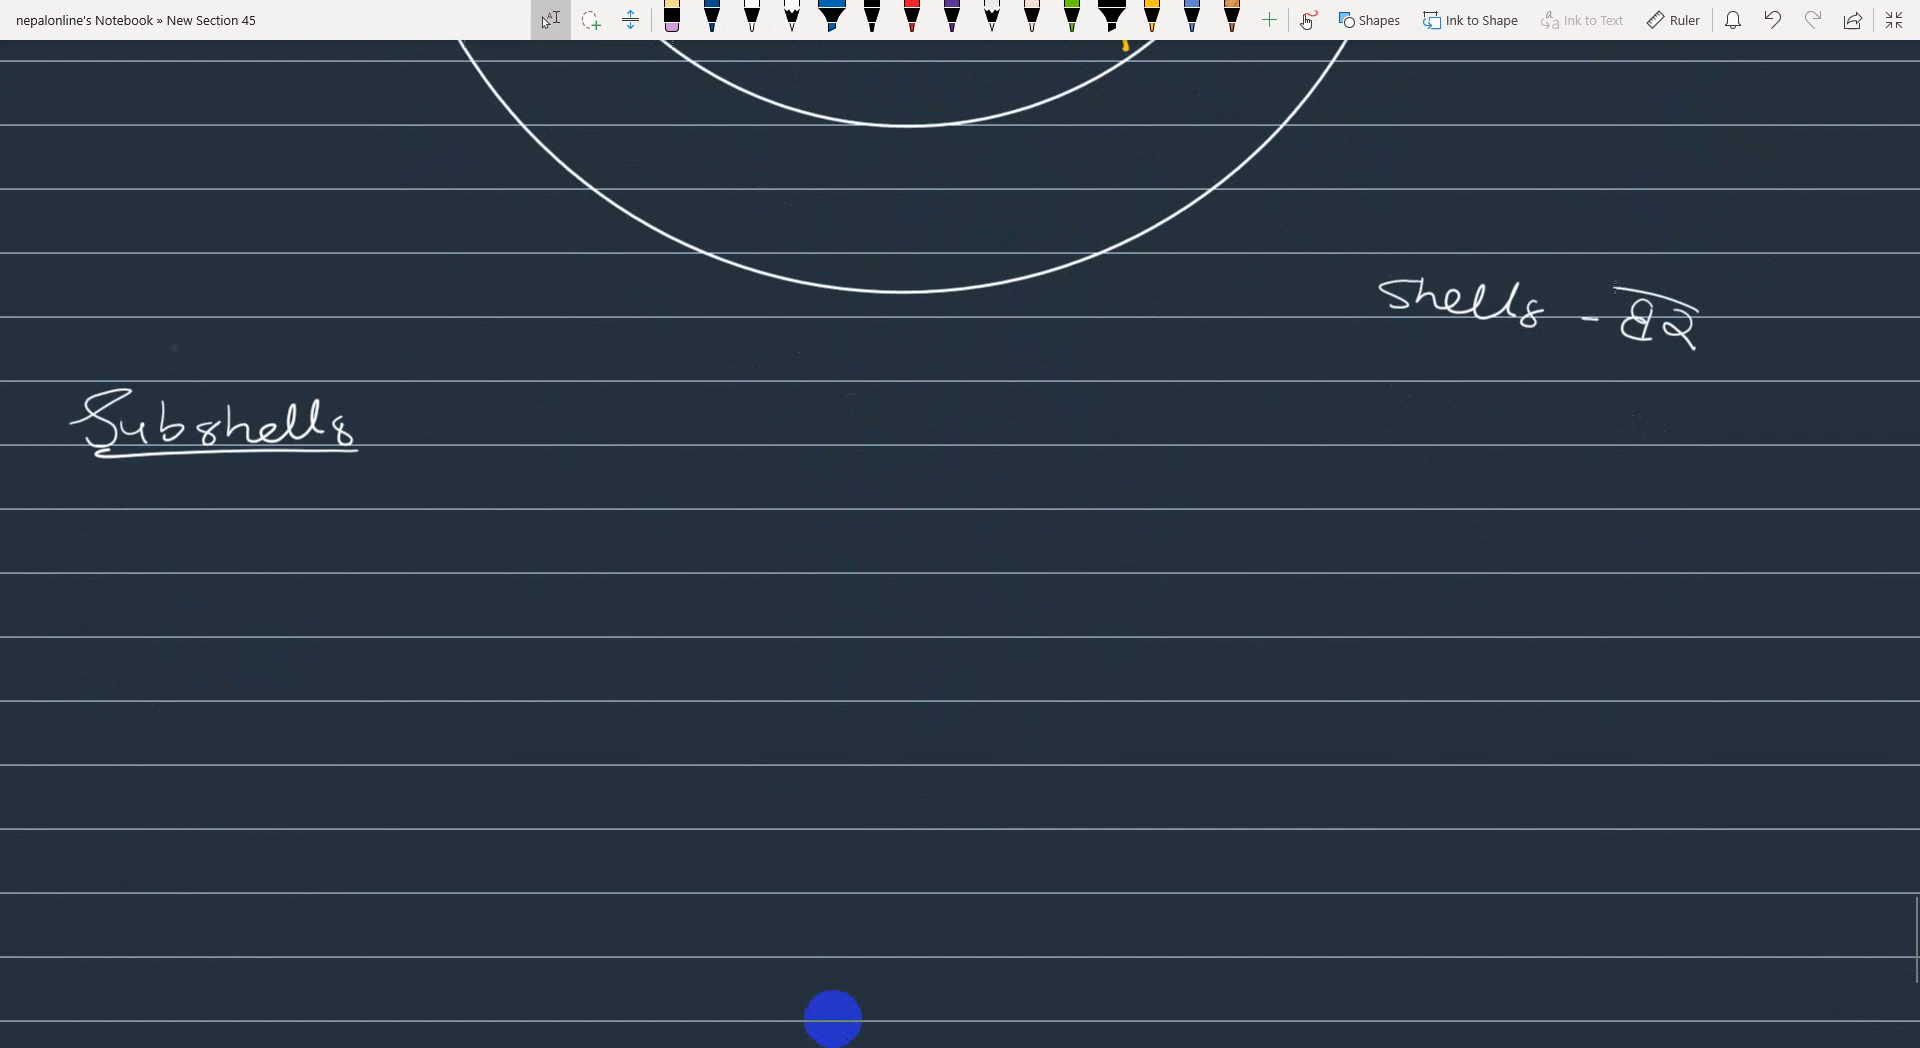 nepalonline's Notebook » New Section 45
Shapes Ink to Shape Ink to Text Ruler
Shells - घर
Subshells